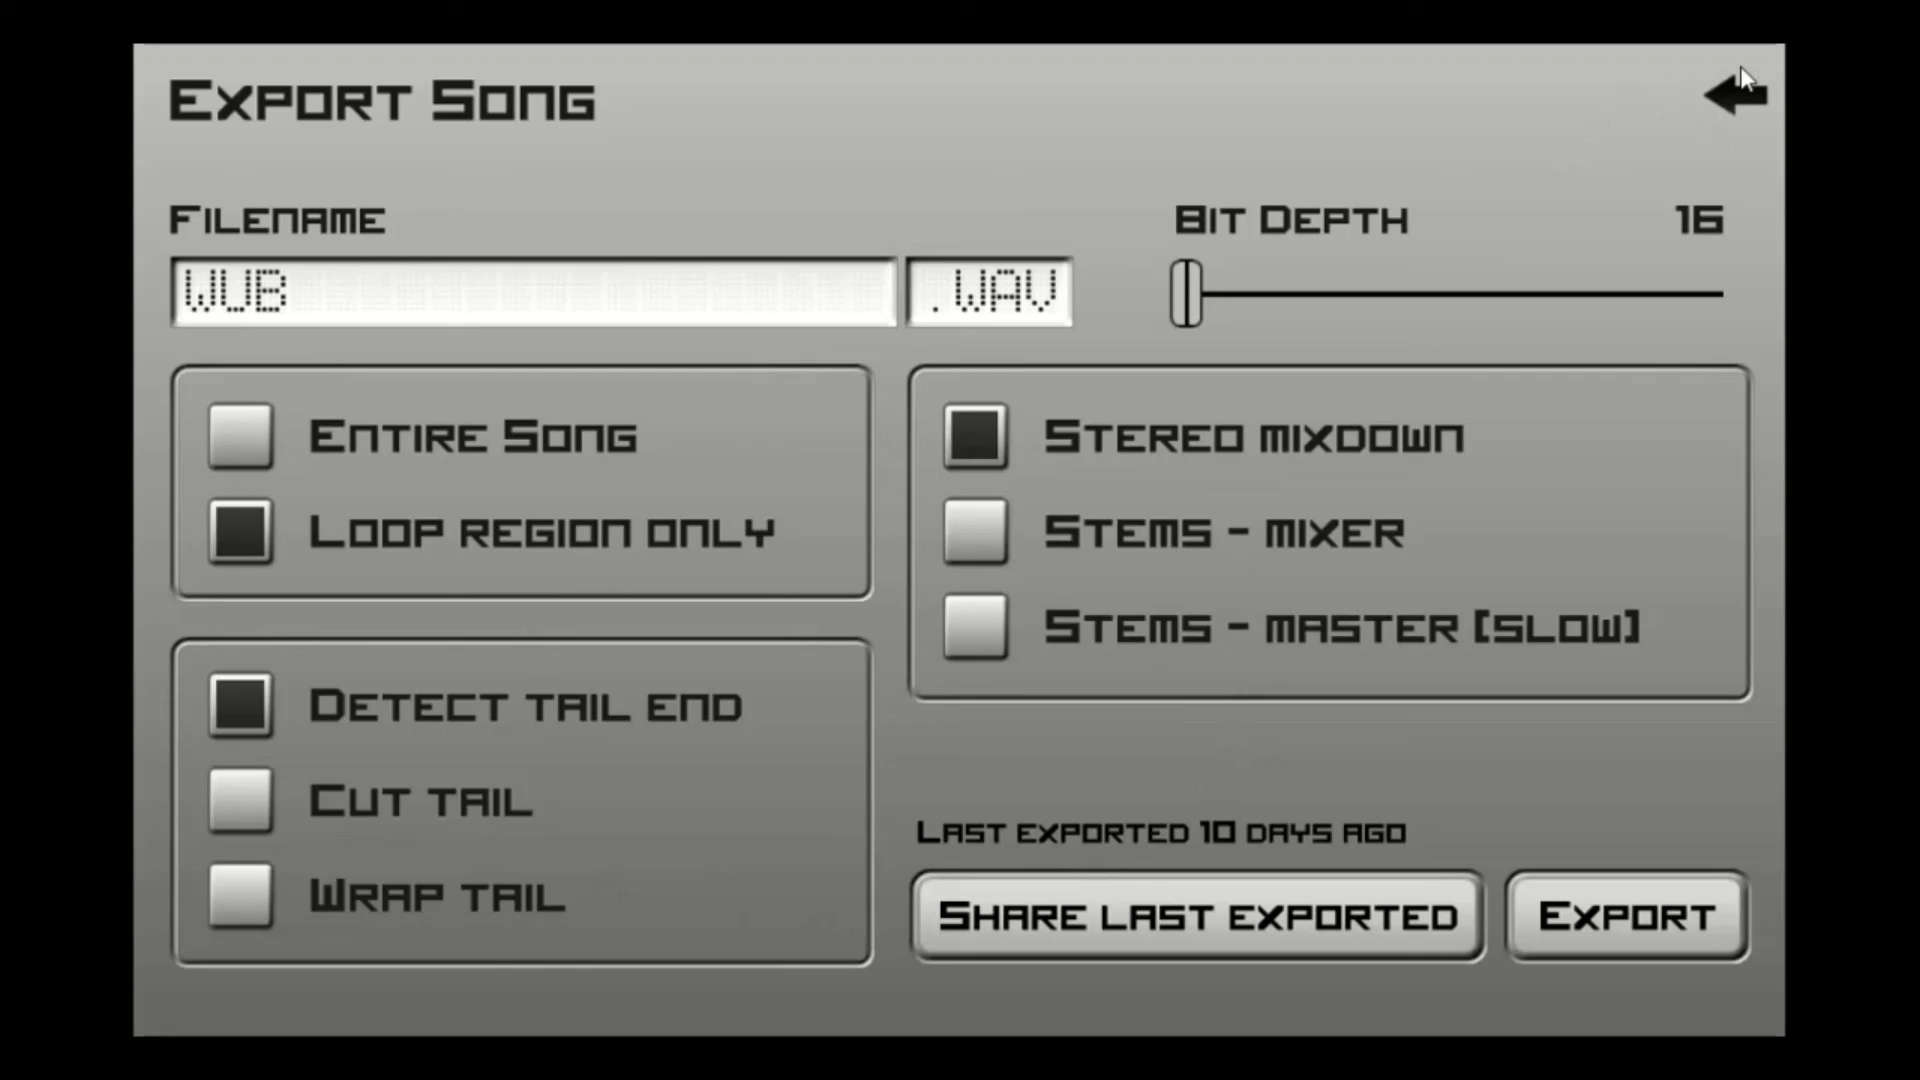 Export Song
Filename
WUB .WAV
Bit Depth 16
Entire Song
Loop region only
Detect tail end
Cut tail
Wrap tail
Stereo mixdown
Stems - mixer
Stems - master [slow]
Last exported 10 days ago
Share last exported
Export